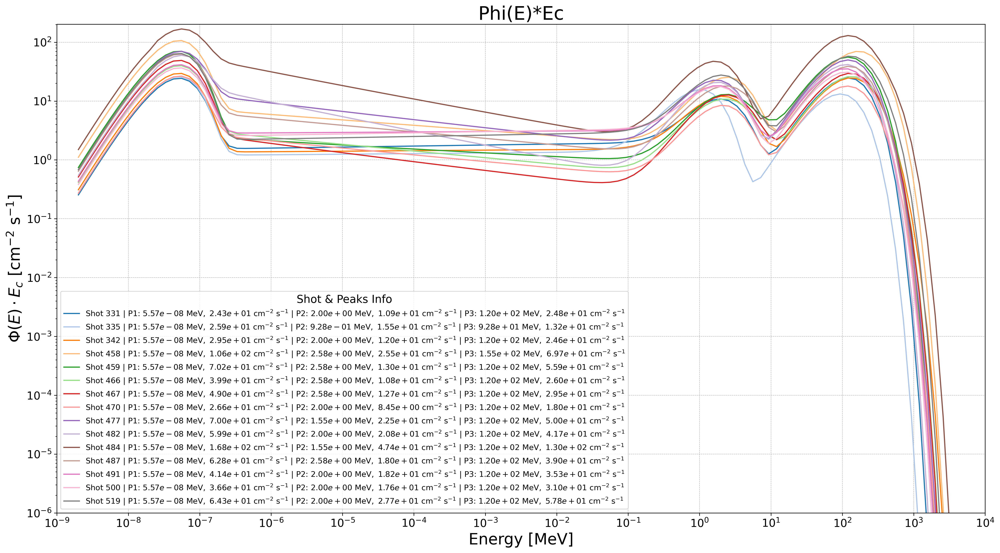 Phi(E)*Ec
Φ(E) · E_c [cm⁻² s⁻¹]
10²
10¹
10⁰
10⁻¹
10⁻²
10⁻³
10⁻⁴
10⁻⁵
10⁻⁶
Shot & Peaks Info
Shot 331 | P1: 5.57e − 08 MeV, 2.43e + 01 cm⁻² s⁻¹ | P2: 2.00e + 00 MeV, 1.09e + 01 cm⁻² s⁻¹ | P3: 1.20e + 02 MeV, 2.48e + 01 cm⁻² s⁻¹
Shot 335 | P1: 5.57e − 08 MeV, 2.59e + 01 cm⁻² s⁻¹ | P2: 9.28e − 01 MeV, 1.55e + 01 cm⁻² s⁻¹ | P3: 9.28e + 01 MeV, 1.32e + 01 cm⁻² s⁻¹
Shot 342 | P1: 5.57e − 08 MeV, 2.95e + 01 cm⁻² s⁻¹ | P2: 2.00e + 00 MeV, 1.20e + 01 cm⁻² s⁻¹ | P3: 1.20e + 02 MeV, 2.46e + 01 cm⁻² s⁻¹
Shot 458 | P1: 5.57e − 08 MeV, 1.06e + 02 cm⁻² s⁻¹ | P2: 2.58e + 00 MeV, 2.55e + 01 cm⁻² s⁻¹ | P3: 1.55e + 02 MeV, 6.97e + 01 cm⁻² s⁻¹
Shot 459 | P1: 5.57e − 08 MeV, 7.02e + 01 cm⁻² s⁻¹ | P2: 2.58e + 00 MeV, 1.30e + 01 cm⁻² s⁻¹ | P3: 1.20e + 02 MeV, 5.59e + 01 cm⁻² s⁻¹
Shot 466 | P1: 5.57e − 08 MeV, 3.99e + 01 cm⁻² s⁻¹ | P2: 2.58e + 00 MeV, 1.08e + 01 cm⁻² s⁻¹ | P3: 1.20e + 02 MeV, 2.60e + 01 cm⁻² s⁻¹
Shot 467 | P1: 5.57e − 08 MeV, 4.90e + 01 cm⁻² s⁻¹ | P2: 2.58e + 00 MeV, 1.27e + 01 cm⁻² s⁻¹ | P3: 1.20e + 02 MeV, 2.95e + 01 cm⁻² s⁻¹
Shot 470 | P1: 5.57e − 08 MeV, 2.66e + 01 cm⁻² s⁻¹ | P2: 2.00e + 00 MeV, 8.45e + 00 cm⁻² s⁻¹ | P3: 1.20e + 02 MeV, 1.80e + 01 cm⁻² s⁻¹
Shot 477 | P1: 5.57e − 08 MeV, 7.00e + 01 cm⁻² s⁻¹ | P2: 1.55e + 00 MeV, 2.25e + 01 cm⁻² s⁻¹ | P3: 1.20e + 02 MeV, 5.00e + 01 cm⁻² s⁻¹
Shot 482 | P1: 5.57e − 08 MeV, 5.99e + 01 cm⁻² s⁻¹ | P2: 2.00e + 00 MeV, 2.08e + 01 cm⁻² s⁻¹ | P3: 1.20e + 02 MeV, 4.17e + 01 cm⁻² s⁻¹
Shot 484 | P1: 5.57e − 08 MeV, 1.68e + 02 cm⁻² s⁻¹ | P2: 1.55e + 00 MeV, 4.74e + 01 cm⁻² s⁻¹ | P3: 1.20e + 02 MeV, 1.30e + 02 cm⁻² s⁻¹
Shot 487 | P1: 5.57e − 08 MeV, 6.28e + 01 cm⁻² s⁻¹ | P2: 2.58e + 00 MeV, 1.80e + 01 cm⁻² s⁻¹ | P3: 1.20e + 02 MeV, 3.90e + 01 cm⁻² s⁻¹
Shot 491 | P1: 5.57e − 08 MeV, 4.14e + 01 cm⁻² s⁻¹ | P2: 2.00e + 00 MeV, 1.82e + 01 cm⁻² s⁻¹ | P3: 1.20e + 02 MeV, 3.53e + 01 cm⁻² s⁻¹
Shot 500 | P1: 5.57e − 08 MeV, 3.66e + 01 cm⁻² s⁻¹ | P2: 2.00e + 00 MeV, 1.76e + 01 cm⁻² s⁻¹ | P3: 1.20e + 02 MeV, 3.10e + 01 cm⁻² s⁻¹
Shot 519 | P1: 5.57e − 08 MeV, 6.43e + 01 cm⁻² s⁻¹ | P2: 2.00e + 00 MeV, 2.77e + 01 cm⁻² s⁻¹ | P3: 1.20e + 02 MeV, 5.78e + 01 cm⁻² s⁻¹
10⁻⁹ 10⁻⁸ 10⁻⁷ 10⁻⁶ 10⁻⁵ 10⁻⁴ 10⁻³ 10⁻² 10⁻¹ 10⁰ 10¹ 10² 10³ 10⁴
Energy [MeV]